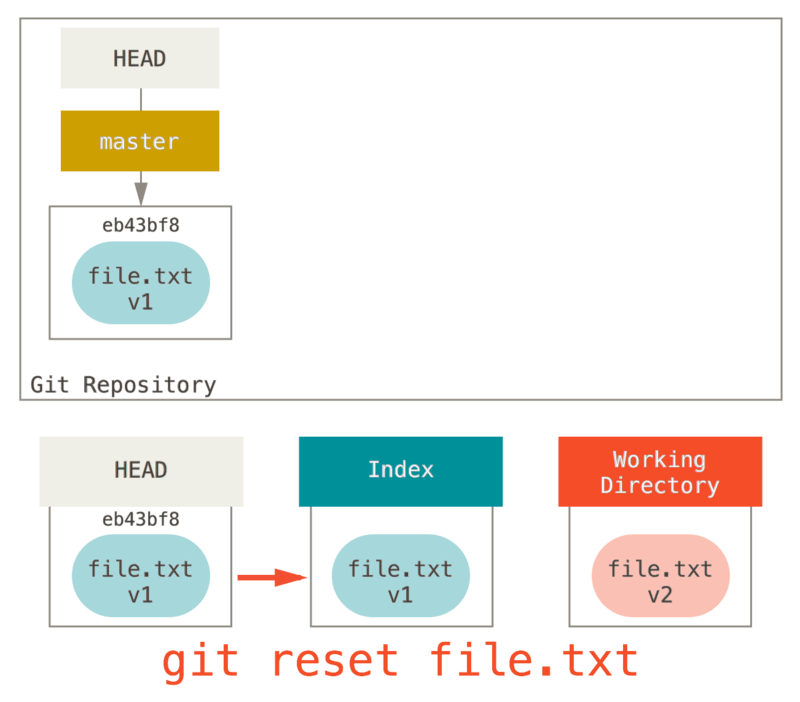 HEAD
master
eb43bf8
file.txt
v1
Git Repository
HEAD
Index
Working
Directory
eb43bf8
file.txt
v1
file.txt
v1
file.txt
v2
git reset file.txt